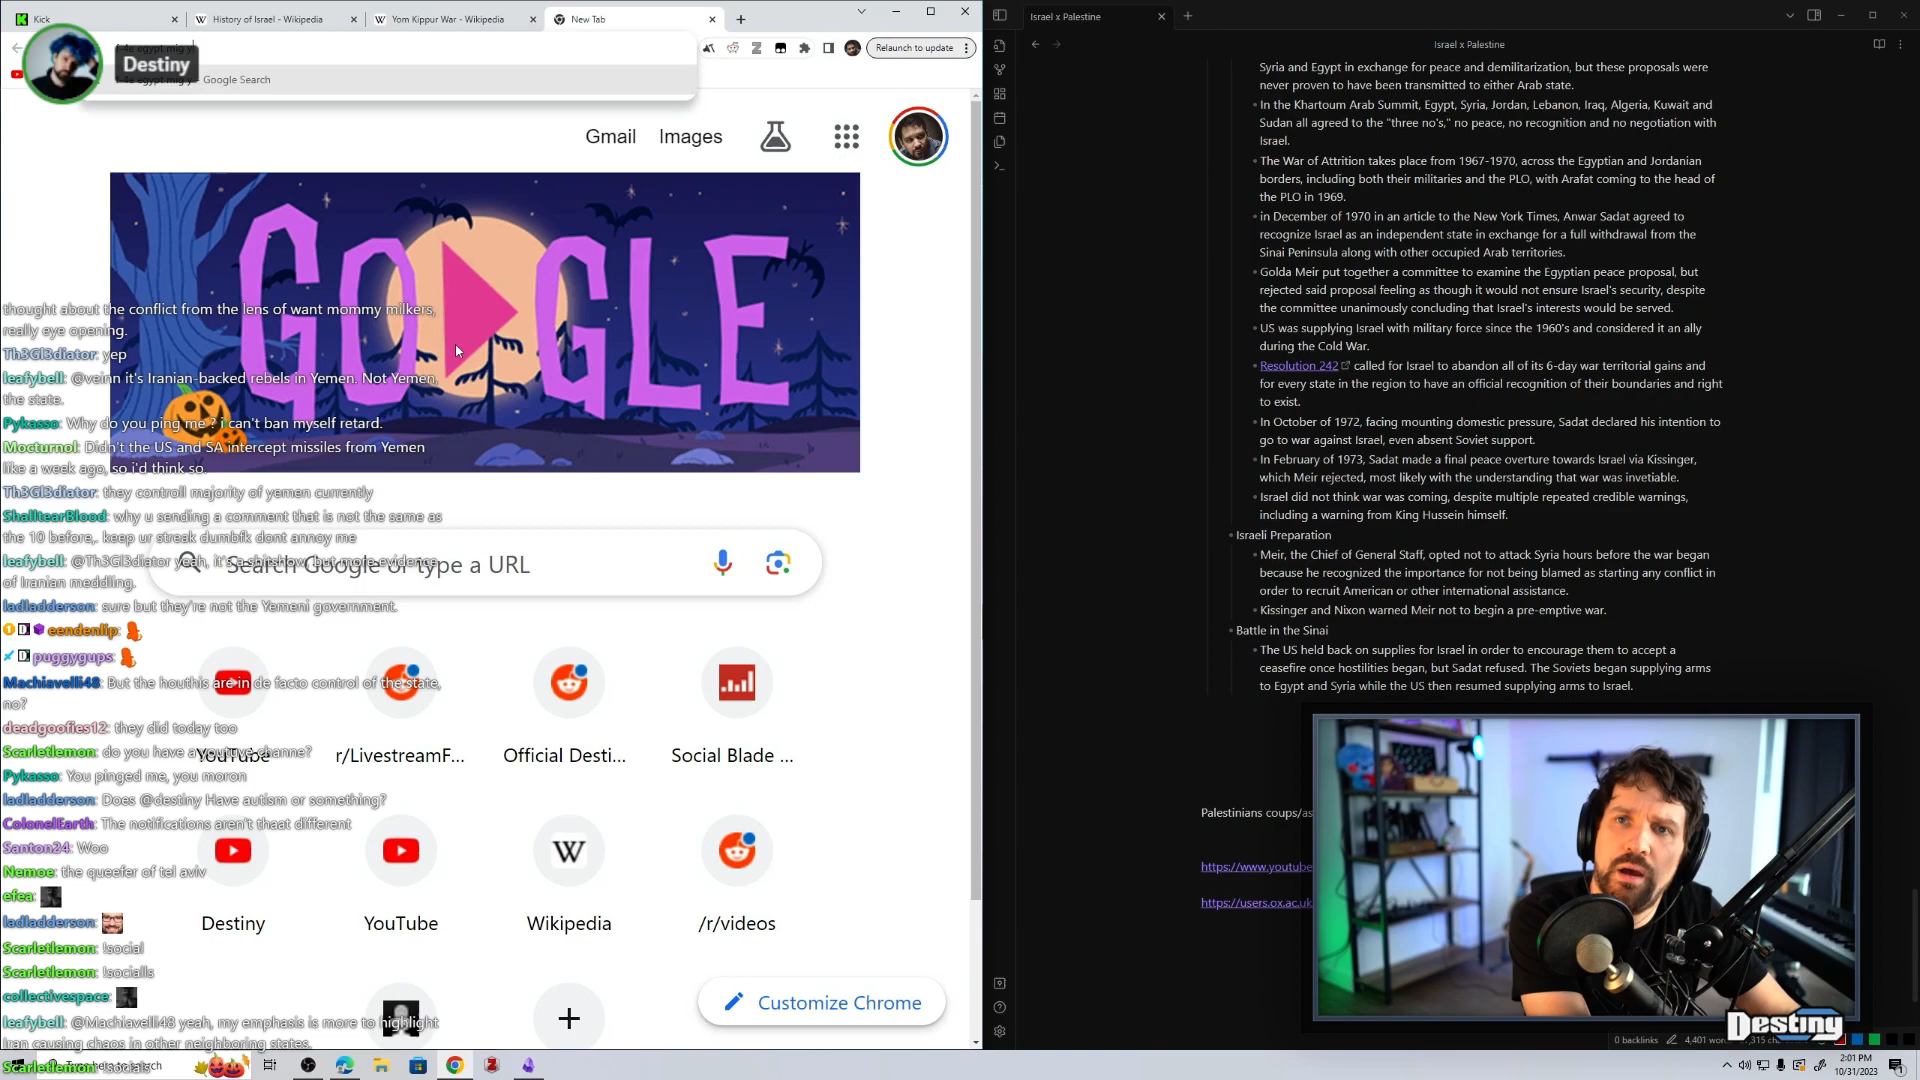 Kick
History of Israel - Wikipedia
Yom Kippur War - Wikipedia
New Tab
f-4e egypt mig y
Relaunch to update
Destiny
f-4e egypt mig y - Google Search
Gmail
Images
GOOGLE
Search Google or type a URL
YouTube
r/LivestreamF...
Official Desti...
Social Blade ...
Destiny
YouTube
Wikipedia
/r/videos
Customize Chrome
thought about the conflict from the lens of want mommy milkers,
really eye opening.
Th3Gl3diator: yep
leafybell: @veinn it's Iranian-backed rebels in Yemen. Not Yemen,
the state.
Pykasso: Why do you ping me ? i can't ban myself retard.
Mocturnol: Didn't the US and SA intercept missiles from Yemen
like a week ago, so i'd think so.
Th3Gl3diator: they controll majority of yemen currently
ShalltearBlood: why u sending a comment that is not the same as
the 10 before,. keep ur streak dumbfk dont annoy me
leafybell: @Th3Gl3diator yeah, it's a shitshow but more evidence
of Iranian meddling.
ladladderson: sure but they're not the Yemeni government.
eendenlip:
puggygups:
Machiavelli48: But the houthis are in de facto control of the state,
no?
deadgoofies12: they did today too
Scarletlemon: do you have a youtuve channe?
Pykasso: You pinged me, you moron
ladladderson: Does @destiny Have autism or something?
ColonelEarth: The notifications aren't thaat different
Santon24: Woo
Nemoe: the queefer of tel aviv
efea:
ladladderson:
Scarletlemon: !social
Scarletlemon: !socialls
collectivespace:
leafybell: @Machiavelli48 yeah, my emphasis is more to highlight
Iran causing chaos in other neighboring states.
Scarletlemon: !socials
Israel x Palestine
Israel x Palestine
Syria and Egypt in exchange for peace and demilitarization, but these proposals were
never proven to have been transmitted to either Arab state.
In the Khartoum Arab Summit, Egypt, Syria, Jordan, Lebanon, Iraq, Algeria, Kuwait and
Sudan all agreed to the "three no's," no peace, no recognition and no negotiation with
Israel.
The War of Attrition takes place from 1967-1970, across the Egyptian and Jordanian
borders, including both their militaries and the PLO, with Arafat coming to the head of
the PLO in 1969.
in December of 1970 in an article to the New York Times, Anwar Sadat agreed to
recognize Israel as an independent state in exchange for a full withdrawal from the
Sinai Peninsula along with other occupied Arab territories.
Golda Meir put together a committee to examine the Egyptian peace proposal, but
rejected said proposal feeling as though it would not ensure Israel's security, despite
the committee unanimously concluding that Israel's interests would be served.
US was supplying Israel with military force since the 1960's and considered it an ally
during the Cold War.
Resolution 242 called for Israel to abandon all of its 6-day war territorial gains and
for every state in the region to have an official recognition of their boundaries and right
to exist.
In October of 1972, facing mounting domestic pressure, Sadat declared his intention to
go to war against Israel, even absent Soviet support.
In February of 1973, Sadat made a final peace overture towards Israel via Kissinger,
which Meir rejected, most likely with the understanding that war was invetiable.
Israel did not think war was coming, despite multiple repeated credible warnings,
including a warning from King Hussein himself.
Israeli Preparation
Meir, the Chief of General Staff, opted not to attack Syria hours before the war began
because he recognized the importance for not being blamed as starting any conflict in
order to recruit American or other international assistance.
Kissinger and Nixon warned Meir not to begin a pre-emptive war.
Battle in the Sinai
The US held back on supplies for Israel in order to encourage them to accept a
ceasefire once hostilities began, but Sadat refused. The Soviets began supplying arms
to Egypt and Syria while the US then resumed supplying arms to Israel.
Palestinians coups/as
https://www.youtube
https://users.ox.ac.uk
Destiny
0 backlinks
4,401 wor
2:01 PM
10/31/2023